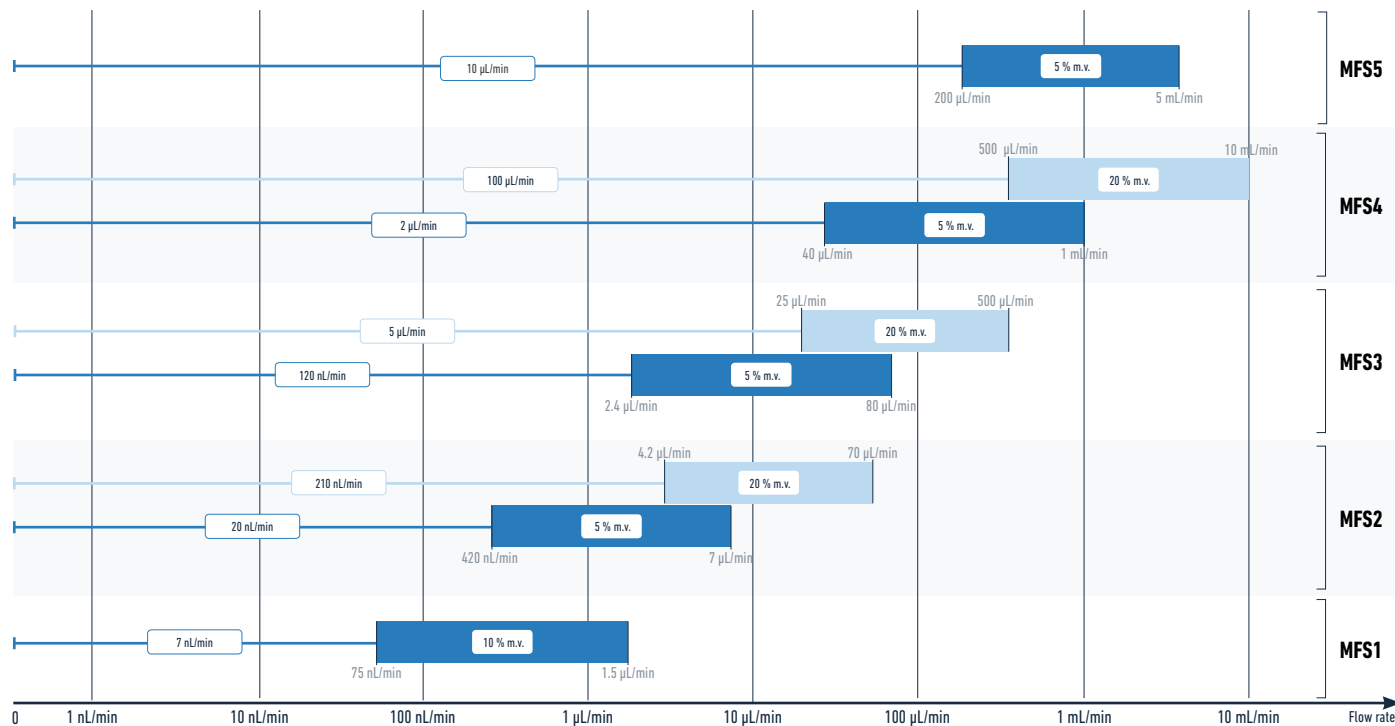 10 µL/min
5 % m.v.
200 µL/min
5 mL/min
MFS5
500 µL/min
10 mL/min
100 µL/min
20 % m.v.
2 µL/min
5 % m.v.
40 µL/min
1 mL/min
MFS4
25 µL/min
500 µL/min
5 µL/min
20 % m.v.
120 nL/min
5 % m.v.
2.4 µL/min
80 µL/min
MFS3
4.2 µL/min
70 µL/min
210 nL/min
20 % m.v.
20 nL/min
5 % m.v.
420 nL/min
7 µL/min
MFS2
7 nL/min
10 % m.v.
75 nL/min
1.5 µL/min
MFS1
0
1 nL/min
10 nL/min
100 nL/min
1 µL/min
10 µL/min
100 µL/min
1 mL/min
10 mL/min
Flow rate